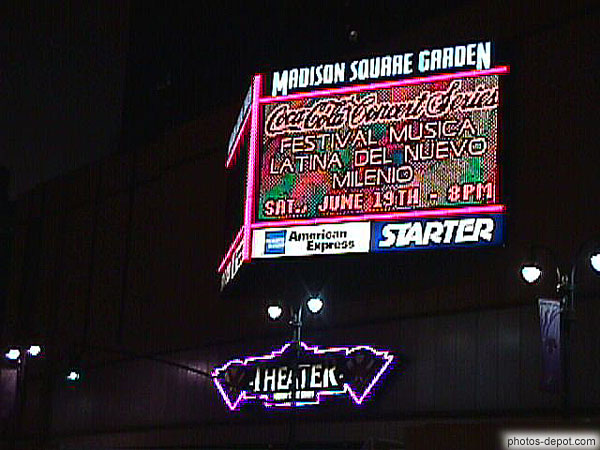 MADISON SQUARE GARDEN
Coca-Cola Concert Series
FESTIVAL MUSICA
LATINA DEL NUEVO
MILENIO
SAT., JUNE 19TH - 8PM
American Express
STARTER
THEATER
photos-depot.com